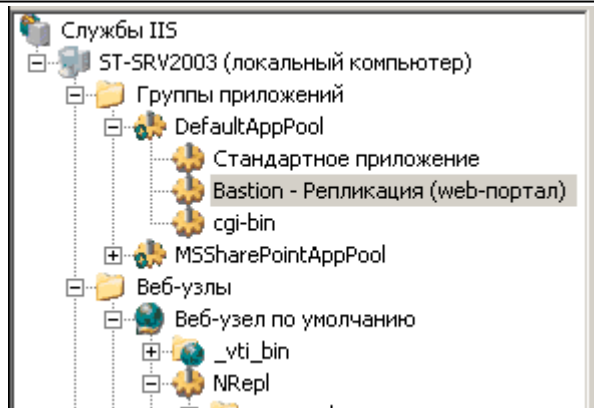 Службы IIS
ST-SRV2003 (локальный компьютер)
Группы приложений
DefaultAppPool
Стандартное приложение
Bastion - Репликация (web-портал)
cgi-bin
MSSharePointAppPool
Веб-узлы
Веб-узел по умолчанию
_vti_bin
NRepl